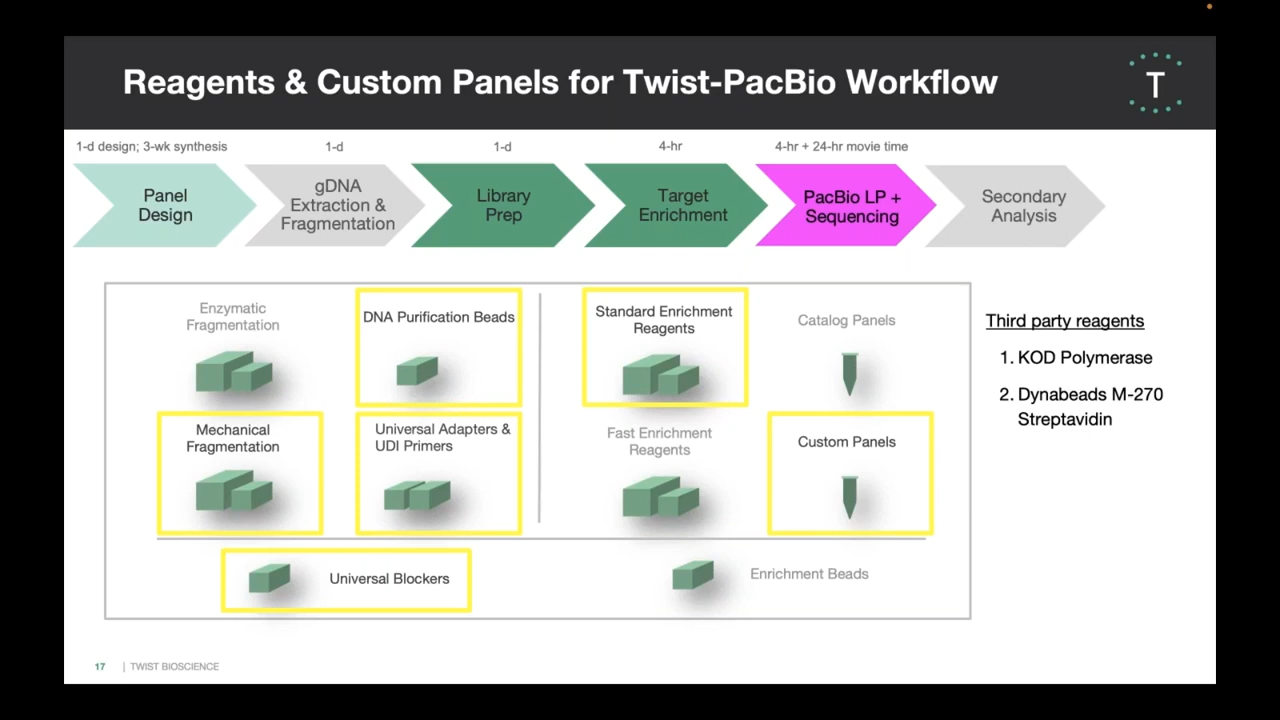 Reagents & Custom Panels for Twist-PacBio Workflow
T
1-d design; 3-wk synthesis
1-d
1-d
4-hr
4-hr + 24-hr movie time
Panel
Design
gDNA
Extraction &
Fragmentation
Library
Prep
Target
Enrichment
PacBio LP +
Sequencing
Secondary
Analysis
Enzymatic
Fragmentation
DNA Purification Beads
Mechanical
Fragmentation
Universal Adapters &
UDI Primers
Universal Blockers
Standard Enrichment
Reagents
Catalog Panels
Fast Enrichment
Reagents
Custom Panels
Enrichment Beads
Third party reagents
1. KOD Polymerase
2. Dynabeads M-270
Streptavidin
17 | TWIST BIOSCIENCE